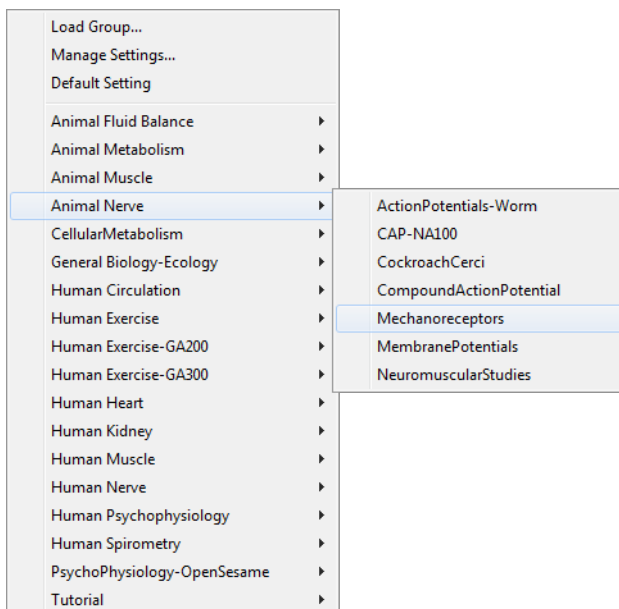 Load Group...
Manage Settings...
Default Setting
Animal Fluid Balance
Animal Metabolism
Animal Muscle
Animal Nerve
CellularMetabolism
General Biology-Ecology
Human Circulation
Human Exercise
Human Exercise-GA200
Human Exercise-GA300
Human Heart
Human Kidney
Human Muscle
Human Nerve
Human Psychophysiology
Human Spirometry
PsychoPhysiology-OpenSesame
Tutorial
ActionPotentials-Worm
CAP-NA100
CockroachCerci
CompoundActionPotential
Mechanoreceptors
MembranePotentials
NeuromuscularStudies